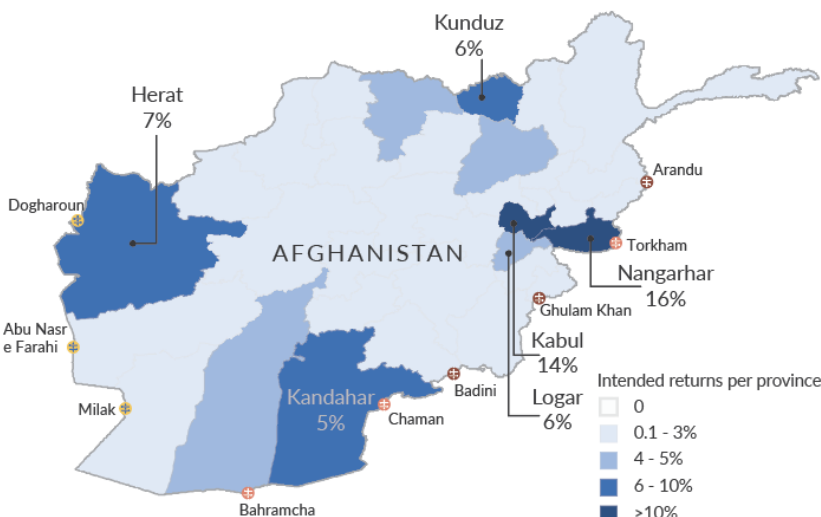 Kunduz
6%
Herat
7%
Arandu
Dogharoun
Torkham
AFGHANISTAN
Nangarhar
16%
Ghulam Khan
Abu Nasr
e Farahi
Kabul
14%
Badini
Logar
6%
Kandahar
5%
Chaman
Milak
Bahramcha
Intended returns per province
0
0.1 - 3%
4 - 5%
6 - 10%
>10%